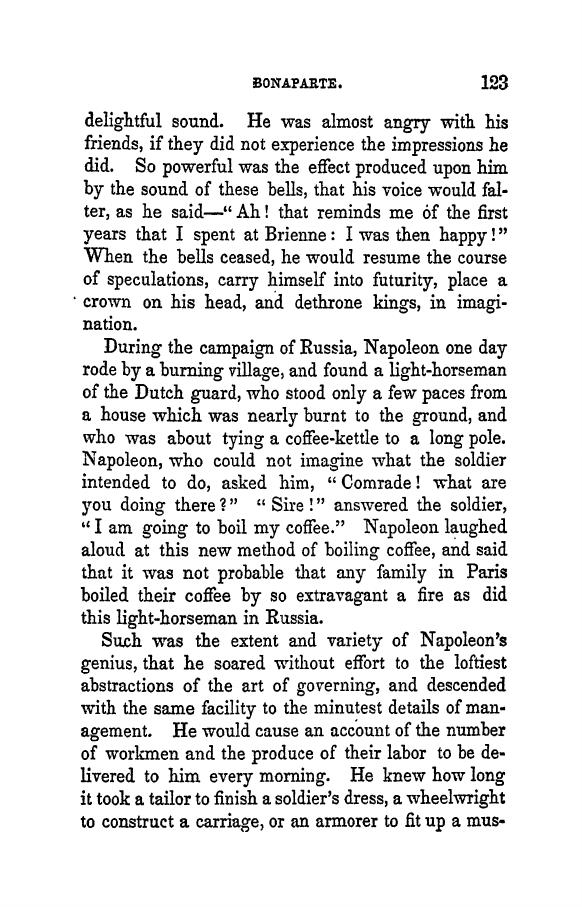 BONAPARTE. 123
delightful sound. He was almost angry with his
friends, if they did not experience the impressions he
did. So powerful was the effect produced upon him
by the sound of these bells, that his voice would fal-
ter, as he said—“Ah! that reminds me of the first
years that I spent at Brienne: I was then happy!”
When the bells ceased, he would resume the course
of speculations, carry himself into futurity, place a
crown on his head, and dethrone kings, in imagi-
nation.
During the campaign of Russia, Napoleon one day
rode by a burning village, and found a light-horseman
of the Dutch guard, who stood only a few paces from
a house which was nearly burnt to the ground, and
who was about tying a coffee-kettle to a long pole.
Napoleon, who could not imagine what the soldier
intended to do, asked him, “Comrade! what are
you doing there?” “Sire!” answered the soldier,
“I am going to boil my coffee.” Napoleon laughed
aloud at this new method of boiling coffee, and said
that it was not probable that any family in Paris
boiled their coffee by so extravagant a fire as did
this light-horseman in Russia.
Such was the extent and variety of Napoleon’s
genius, that he soared without effort to the loftiest
abstractions of the art of governing, and descended
with the same facility to the minutest details of man-
agement. He would cause an account of the number
of workmen and the produce of their labor to be de-
livered to him every morning. He knew how long
it took a tailor to finish a soldier’s dress, a wheelwright
to construct a carriage, or an armorer to fit up a mus-